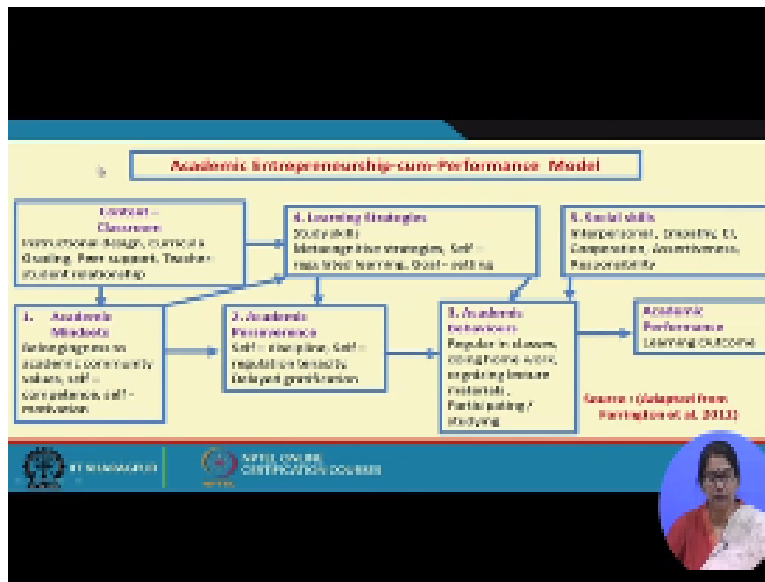 Academic Entrepreneurship-cum-Performance Model
Context –
Classroom
Instructional design, curricula
Grading, Peer support, Teacher-
student relationship
4. Learning Strategies
Study skills
Metacognitive strategies, Self –
regulated learning, Goal – setting
5. Social skills
Interpersonal, Empathy, EI,
Cooperation, Assertiveness,
Responsibility
1. Academic
Mindsets
Belongingness to
academic community
Values, self –
competence, self -
motivation
2. Academic
Perseverance
Self – discipline, Self –
regulation tenacity
Delayed gratification
3. Academic
Behaviours
Regular in classes,
doing home work,
organizing lecture
materials,
Participating /
studying
Academic
Performance
Learning Outcome
Source : (Adapted from
Farrington et al. 2012)
IIT KHARAGPUR
NPTEL ONLINE
CERTIFICATION COURSES
NPTEL